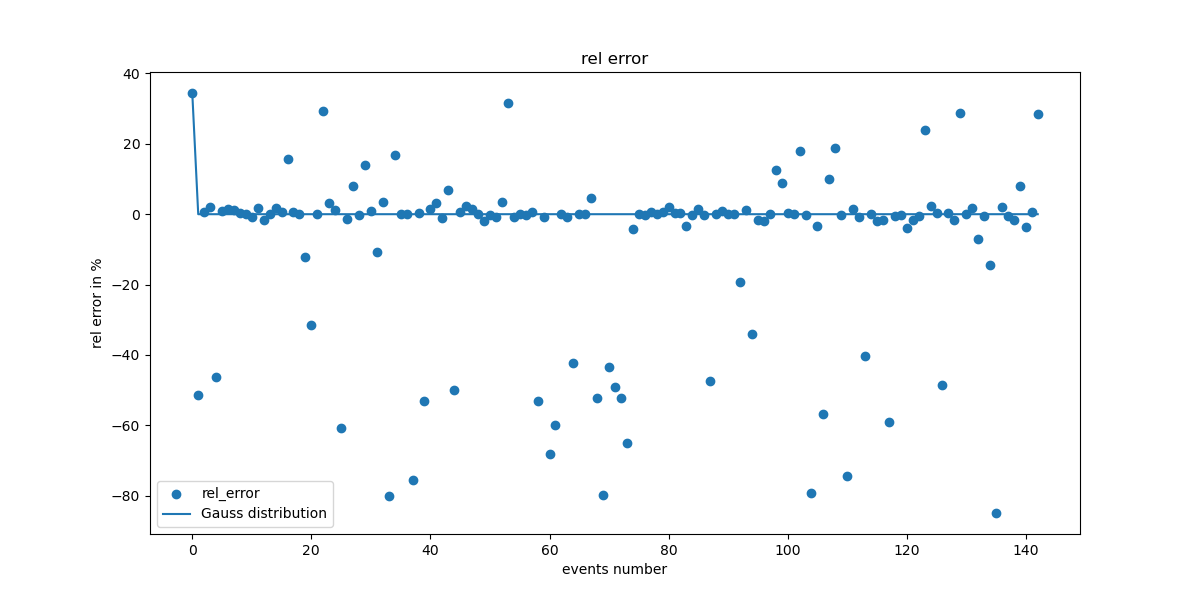 rel error
40
20
0
−20
−40
−60
−80
rel error in %
rel_error
Gauss distribution
0 20 40 60 80 100 120 140
events number